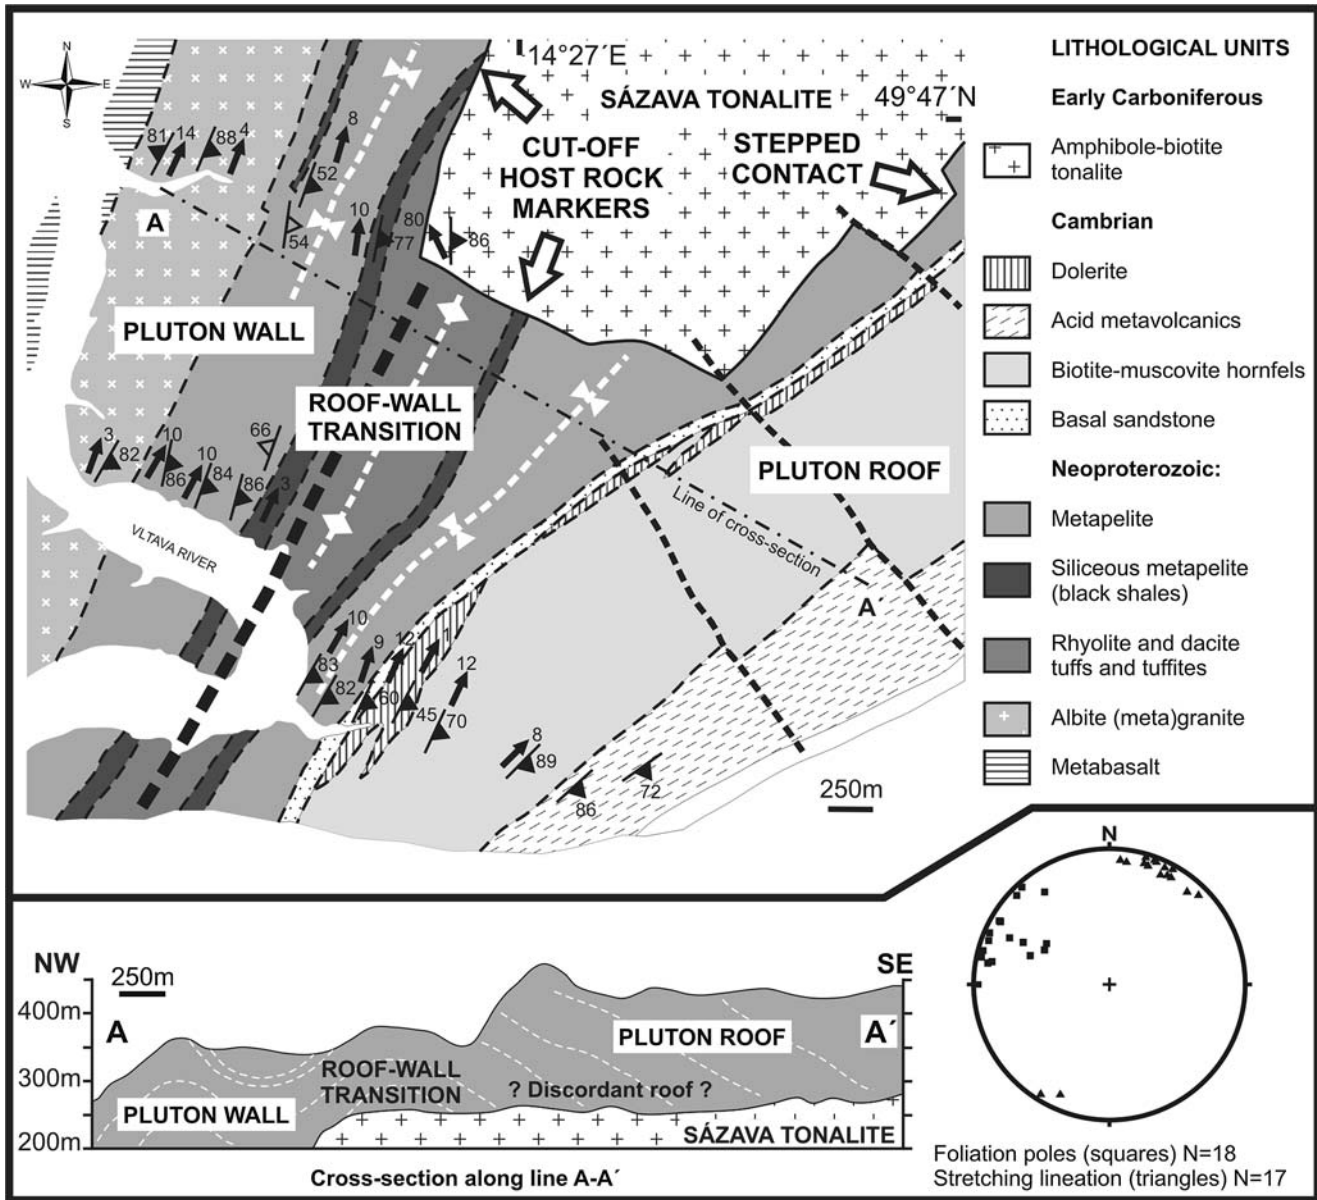 N
W
E
S
14°27´E
49°47´N
SÁZAVA TONALITE
CUT-OFF
HOST ROCK
MARKERS
STEPPED
CONTACT
81
14
88
4
8
52
54
10
77
80
86
A
PLUTON WALL
ROOF-WALL
TRANSITION
PLUTON ROOF
Line of cross-section
A´
66
3
82
10
86
10
84
86
3
VLTAVA RIVER
10
83
82
9
12
1
12
60
45
70
8
89
86
72
250m
LITHOLOGICAL UNITS
Early Carboniferous
Amphibole-biotite
tonalite
Cambrian
Dolerite
Acid metavolcanics
Biotite-muscovite hornfels
Basal sandstone
Neoproterozoic:
Metapelite
Siliceous metapelite
(black shales)
Rhyolite and dacite
tuffs and tuffites
Albite (meta)granite
Metabasalt
NW
SE
250m
400m
300m
200m
A
A´
PLUTON WALL
ROOF-WALL
TRANSITION
PLUTON ROOF
? Discordant roof ?
SÁZAVA TONALITE
Cross-section along line A-A´
N
Foliation poles (squares) N=18
Stretching lineation (triangles) N=17